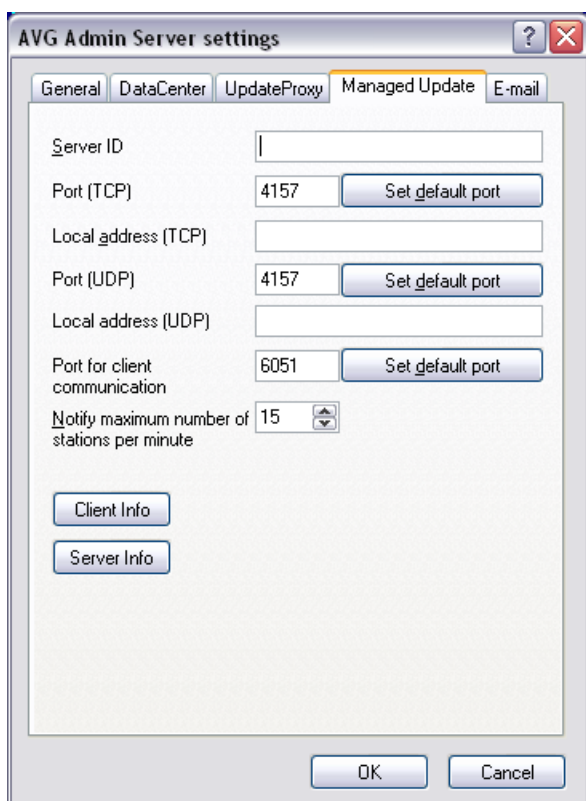 AVG Admin Server settings
?
General DataCenter UpdateProxy Managed Update E-mail
Server ID
Port (TCP) 4157 Set default port
Local address (TCP)
Port (UDP) 4157 Set default port
Local address (UDP)
Port for client
communication
6051 Set default port
Notify maximum number of
stations per minute
15
Client Info
Server Info
OK Cancel